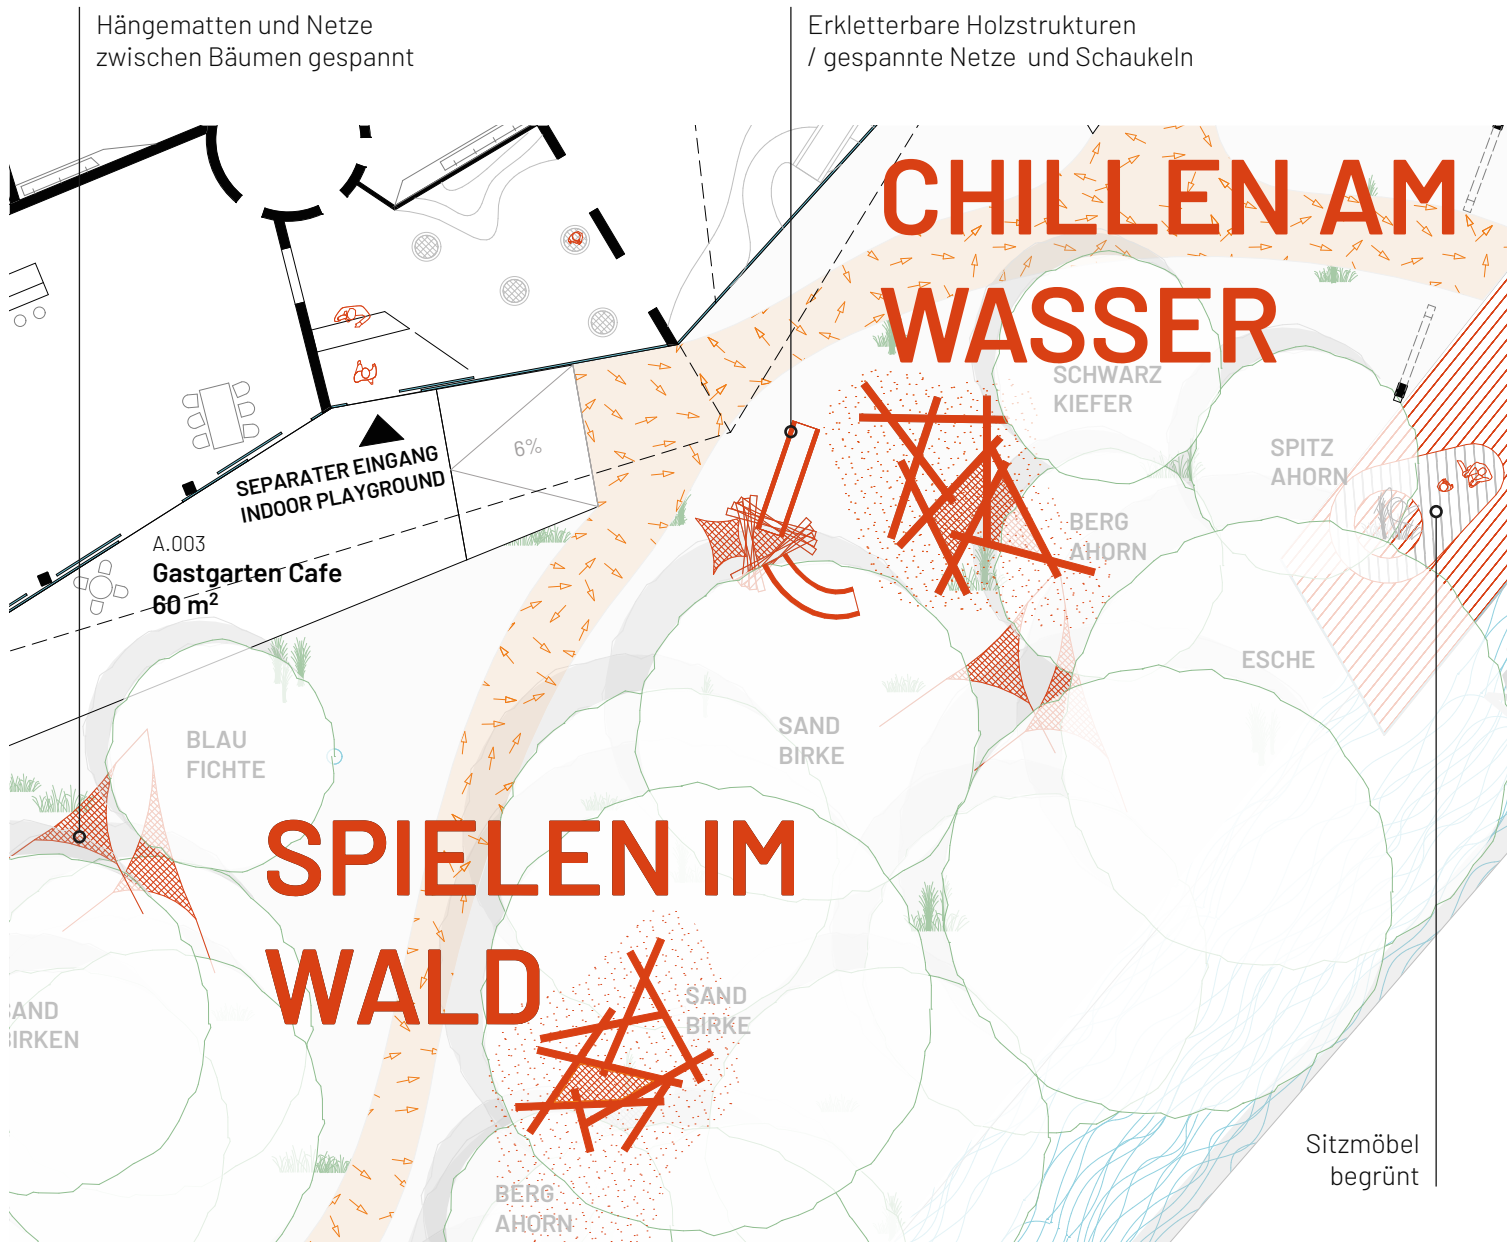 Hängematten und Netze
zwischen Bäumen gespannt
Erkletterbare Holzstrukturen
/ gespannte Netze und Schaukeln
CHILLEN AM
WASSER
SCHWARZ
KIEFER
SPITZ
AHORN
6%
SEPARATER EINGANG
INDOOR PLAYGROUND
BERG
AHORN
A.003
Gastgarten Cafe
60 m²
ESCHE
BLAU
FICHTE
SAND
BIRKE
SPIELEN IM
WALD
SAND
BIRKE
SAND
BIRKEN
Sitzmöbel
begrünt
BERG
AHORN